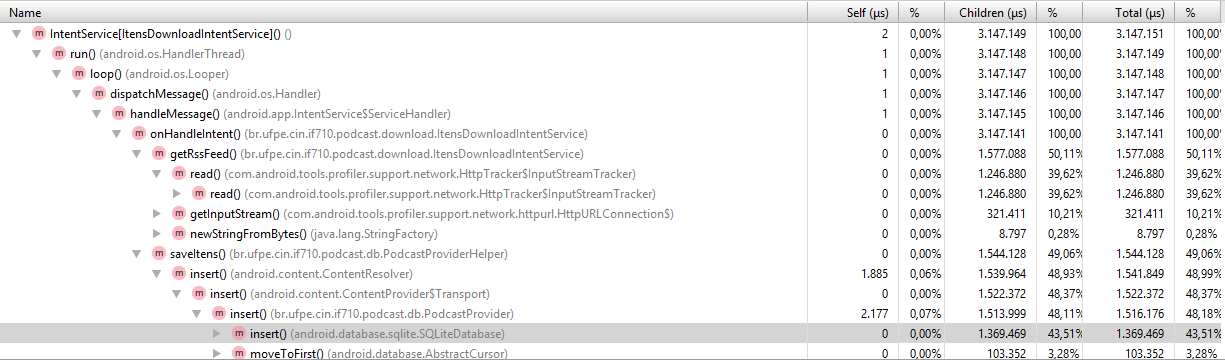 Name Self (µs) % Children (µs) % Total (µs) %
m IntentService[ItensDownloadIntentService]() () 2 0,00% 3.147.149 100,00 3.147.151 100,00%
m run() (android.os.HandlerThread) 1 0,00% 3.147.148 100,00 3.147.149 100,00%
m loop() (android.os.Looper) 1 0,00% 3.147.147 100,00 3.147.148 100,00%
m dispatchMessage() (android.os.Handler) 1 0,00% 3.147.146 100,00 3.147.147 100,00%
m handleMessage() (android.app.IntentService$ServiceHandler) 1 0,00% 3.147.145 100,00 3.147.146 100,00%
m onHandleIntent() (br.ufpe.cin.if710.podcast.download.ItensDownloadIntentService) 0 0,00% 3.147.141 100,00 3.147.141 100,00%
m getRssFeed() (br.ufpe.cin.if710.podcast.download.ItensDownloadIntentService) 0 0,00% 1.577.088 50,11% 1.577.088 50,11%
m read() (com.android.tools.profiler.support.network.HttpTracker$InputStreamTracker) 0 0,00% 1.246.880 39,62% 1.246.880 39,62%
m read() (com.android.tools.profiler.support.network.HttpTracker$InputStreamTracker) 0 0,00% 1.246.880 39,62% 1.246.880 39,62%
m getInputStream() (com.android.tools.profiler.support.network.httpurl.HttpURLConnection$) 0 0,00% 321.411 10,21% 321.411 10,21%
m newStringFromBytes() (java.lang.StringFactory) 0 0,00% 8.797 0,28% 8.797 0,28%
m saveItens() (br.ufpe.cin.if710.podcast.db.PodcastProviderHelper) 0 0,00% 1.544.128 49,06% 1.544.128 49,06%
m insert() (android.content.ContentResolver) 1.885 0,06% 1.539.964 48,93% 1.541.849 48,99%
m insert() (android.content.ContentProvider$Transport) 0 0,00% 1.522.372 48,37% 1.522.372 48,37%
m insert() (br.ufpe.cin.if710.podcast.db.PodcastProvider) 2.177 0,07% 1.513.999 48,11% 1.516.176 48,18%
m insert() (android.database.sqlite.SQLiteDatabase) 0 0,00% 1.369.469 43,51% 1.369.469 43,51%
m moveToFirst() (android.database.AbstractCursor) 0 0,00% 103.352 3,28% 103.352 3,28%